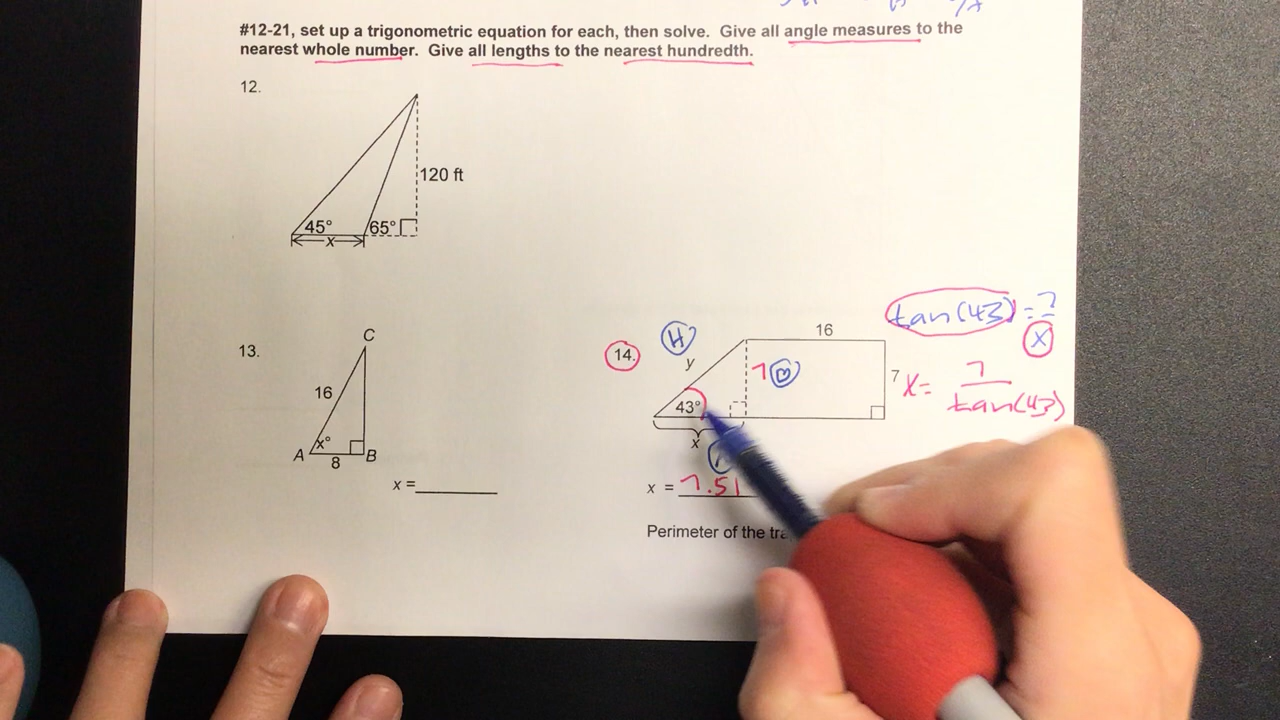 #12-21, set up a trigonometric equation for each, then solve. Give all angle measures to the
nearest whole number. Give all lengths to the nearest hundredth.
12.
120 ft
45°
65°
x
13.
C
16
x°
A
8
B
x =
14.
H
y
16
7
O
7
43°
x
x = 7.51
Perimeter of the
tan(43) = 7
x
x = 7
tan(43)